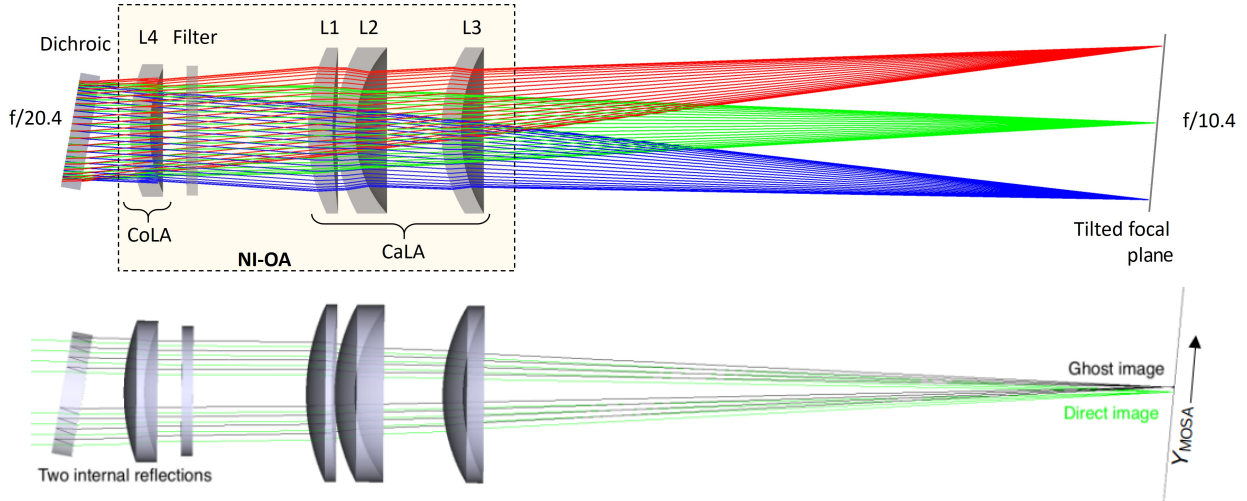 Dichroic
L4
Filter
L1
L2
L3
f/20.4
f/10.4
CoLA
CaLA
NI-OA
Tilted focal
plane
Ghost image
Direct image
YMOSA
Two internal reflections